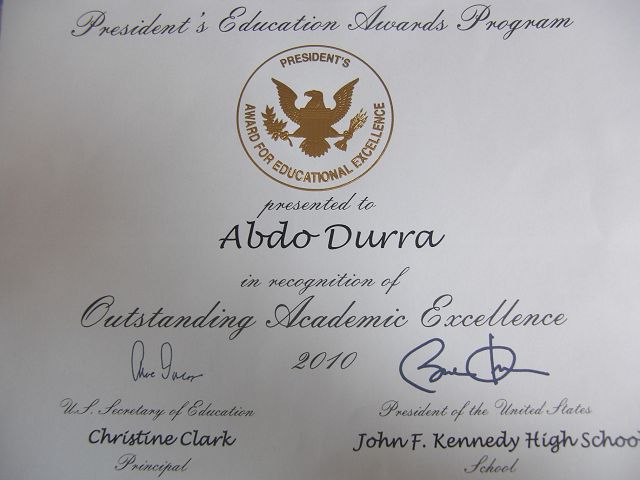 President's Education Awards Program
PRESIDENT'S
AWARD FOR EDUCATIONAL EXCELLENCE
presented to
Abdo Durra
in recognition of
Outstanding Academic Excellence
2010
U.S. Secretary of Education
President of the United States
Christine Clark
John F. Kennedy High School
Principal
School